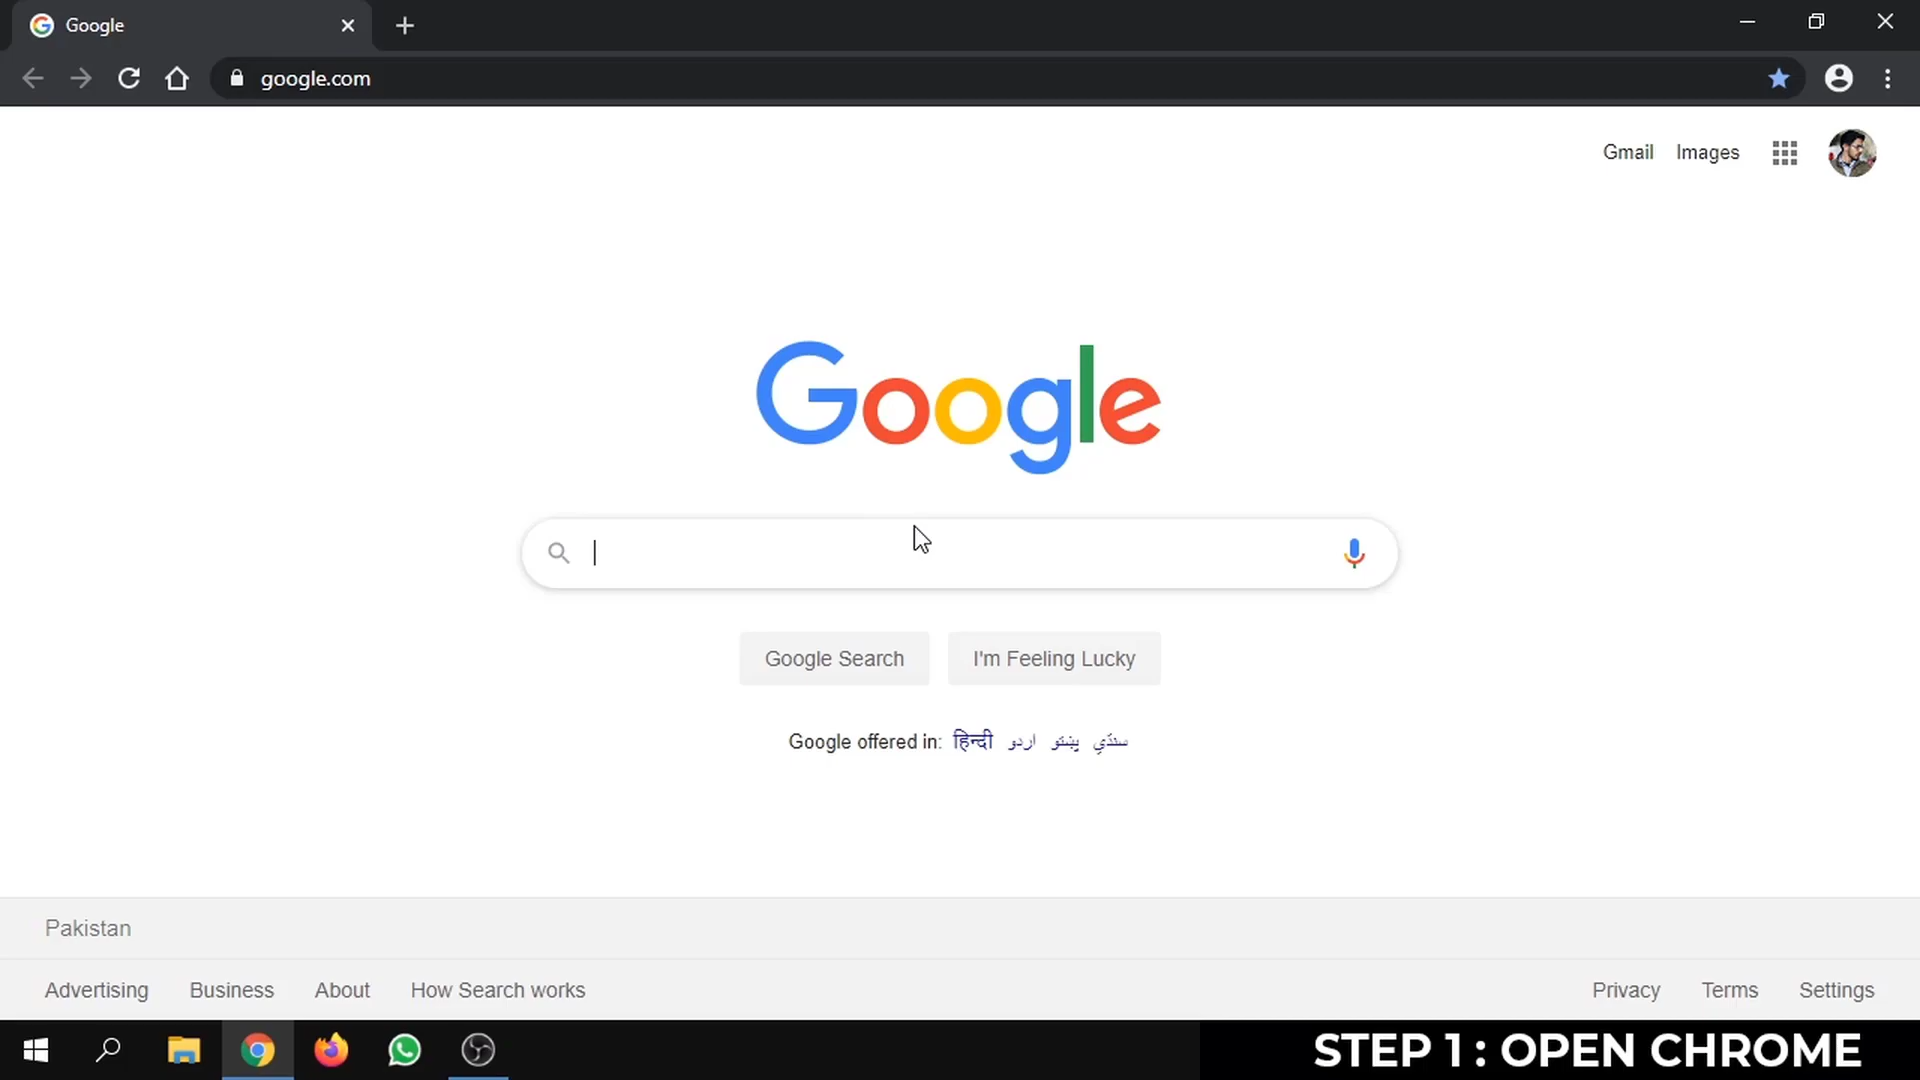 Google
google.com
Gmail Images
Google
Google Search I'm Feeling Lucky
Google offered in: हिन्दी اردو پښتو سنڌي
Pakistan
Advertising Business About How Search works Privacy Terms Settings
STEP 1 : OPEN CHROME